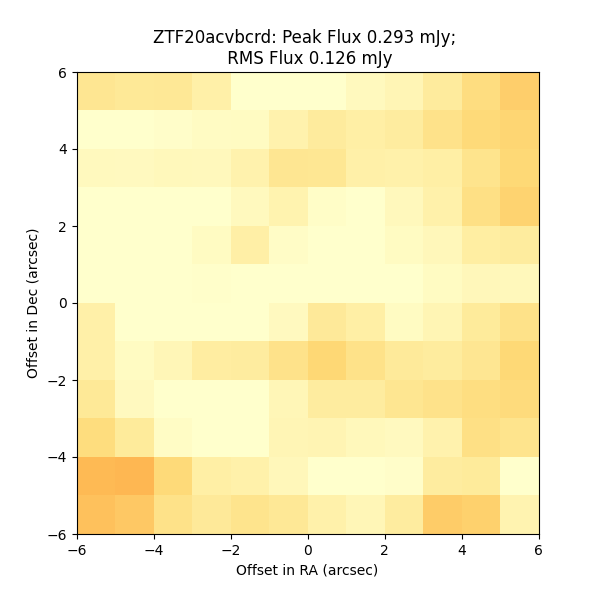 ZTF20acvbcrd: Peak Flux 0.293 mJy;
RMS Flux 0.126 mJy
6
4
2
0
−2
−4
−6
Offset in Dec (arcsec)
−6 −4 −2 0 2 4 6
Offset in RA (arcsec)